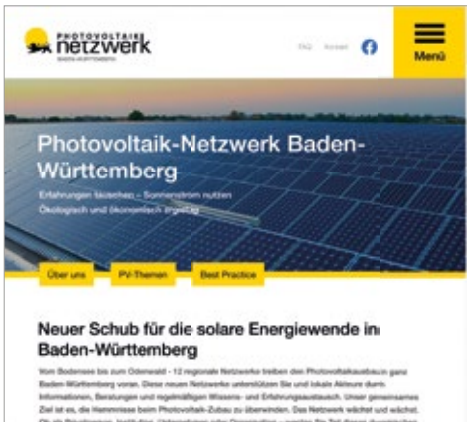 PHOTOVOLTAIK
netzwerk
BADEN-WÜRTTEMBERG
FAQ Kontakt
Menü
Photovoltaik-Netzwerk Baden-
Württemberg
Erfahrungen tauschen – Sonnenstrom nutzen
Ökologisch und ökonomisch
Über uns
PV-Themen
Best Practice
Neuer Schub für die solare Energiewende in
Baden-Württemberg
Vom Bodensee bis zum Odenwald - 12 regionale Netzwerke treiben den Photovoltaikausbau in ganz
Baden-Württemberg voran. Diese neuen Netzwerke unterstützen Sie und lokale Akteure durch
Informationen, Beratungen und regelmäßigen Wissens- und Erfahrungsaustausch. Unser gemeinsames
Ziel ist es, die Hemmnisse beim Photovoltaik-Zubau zu überwinden. Das Netzwerk wächst und wächst.